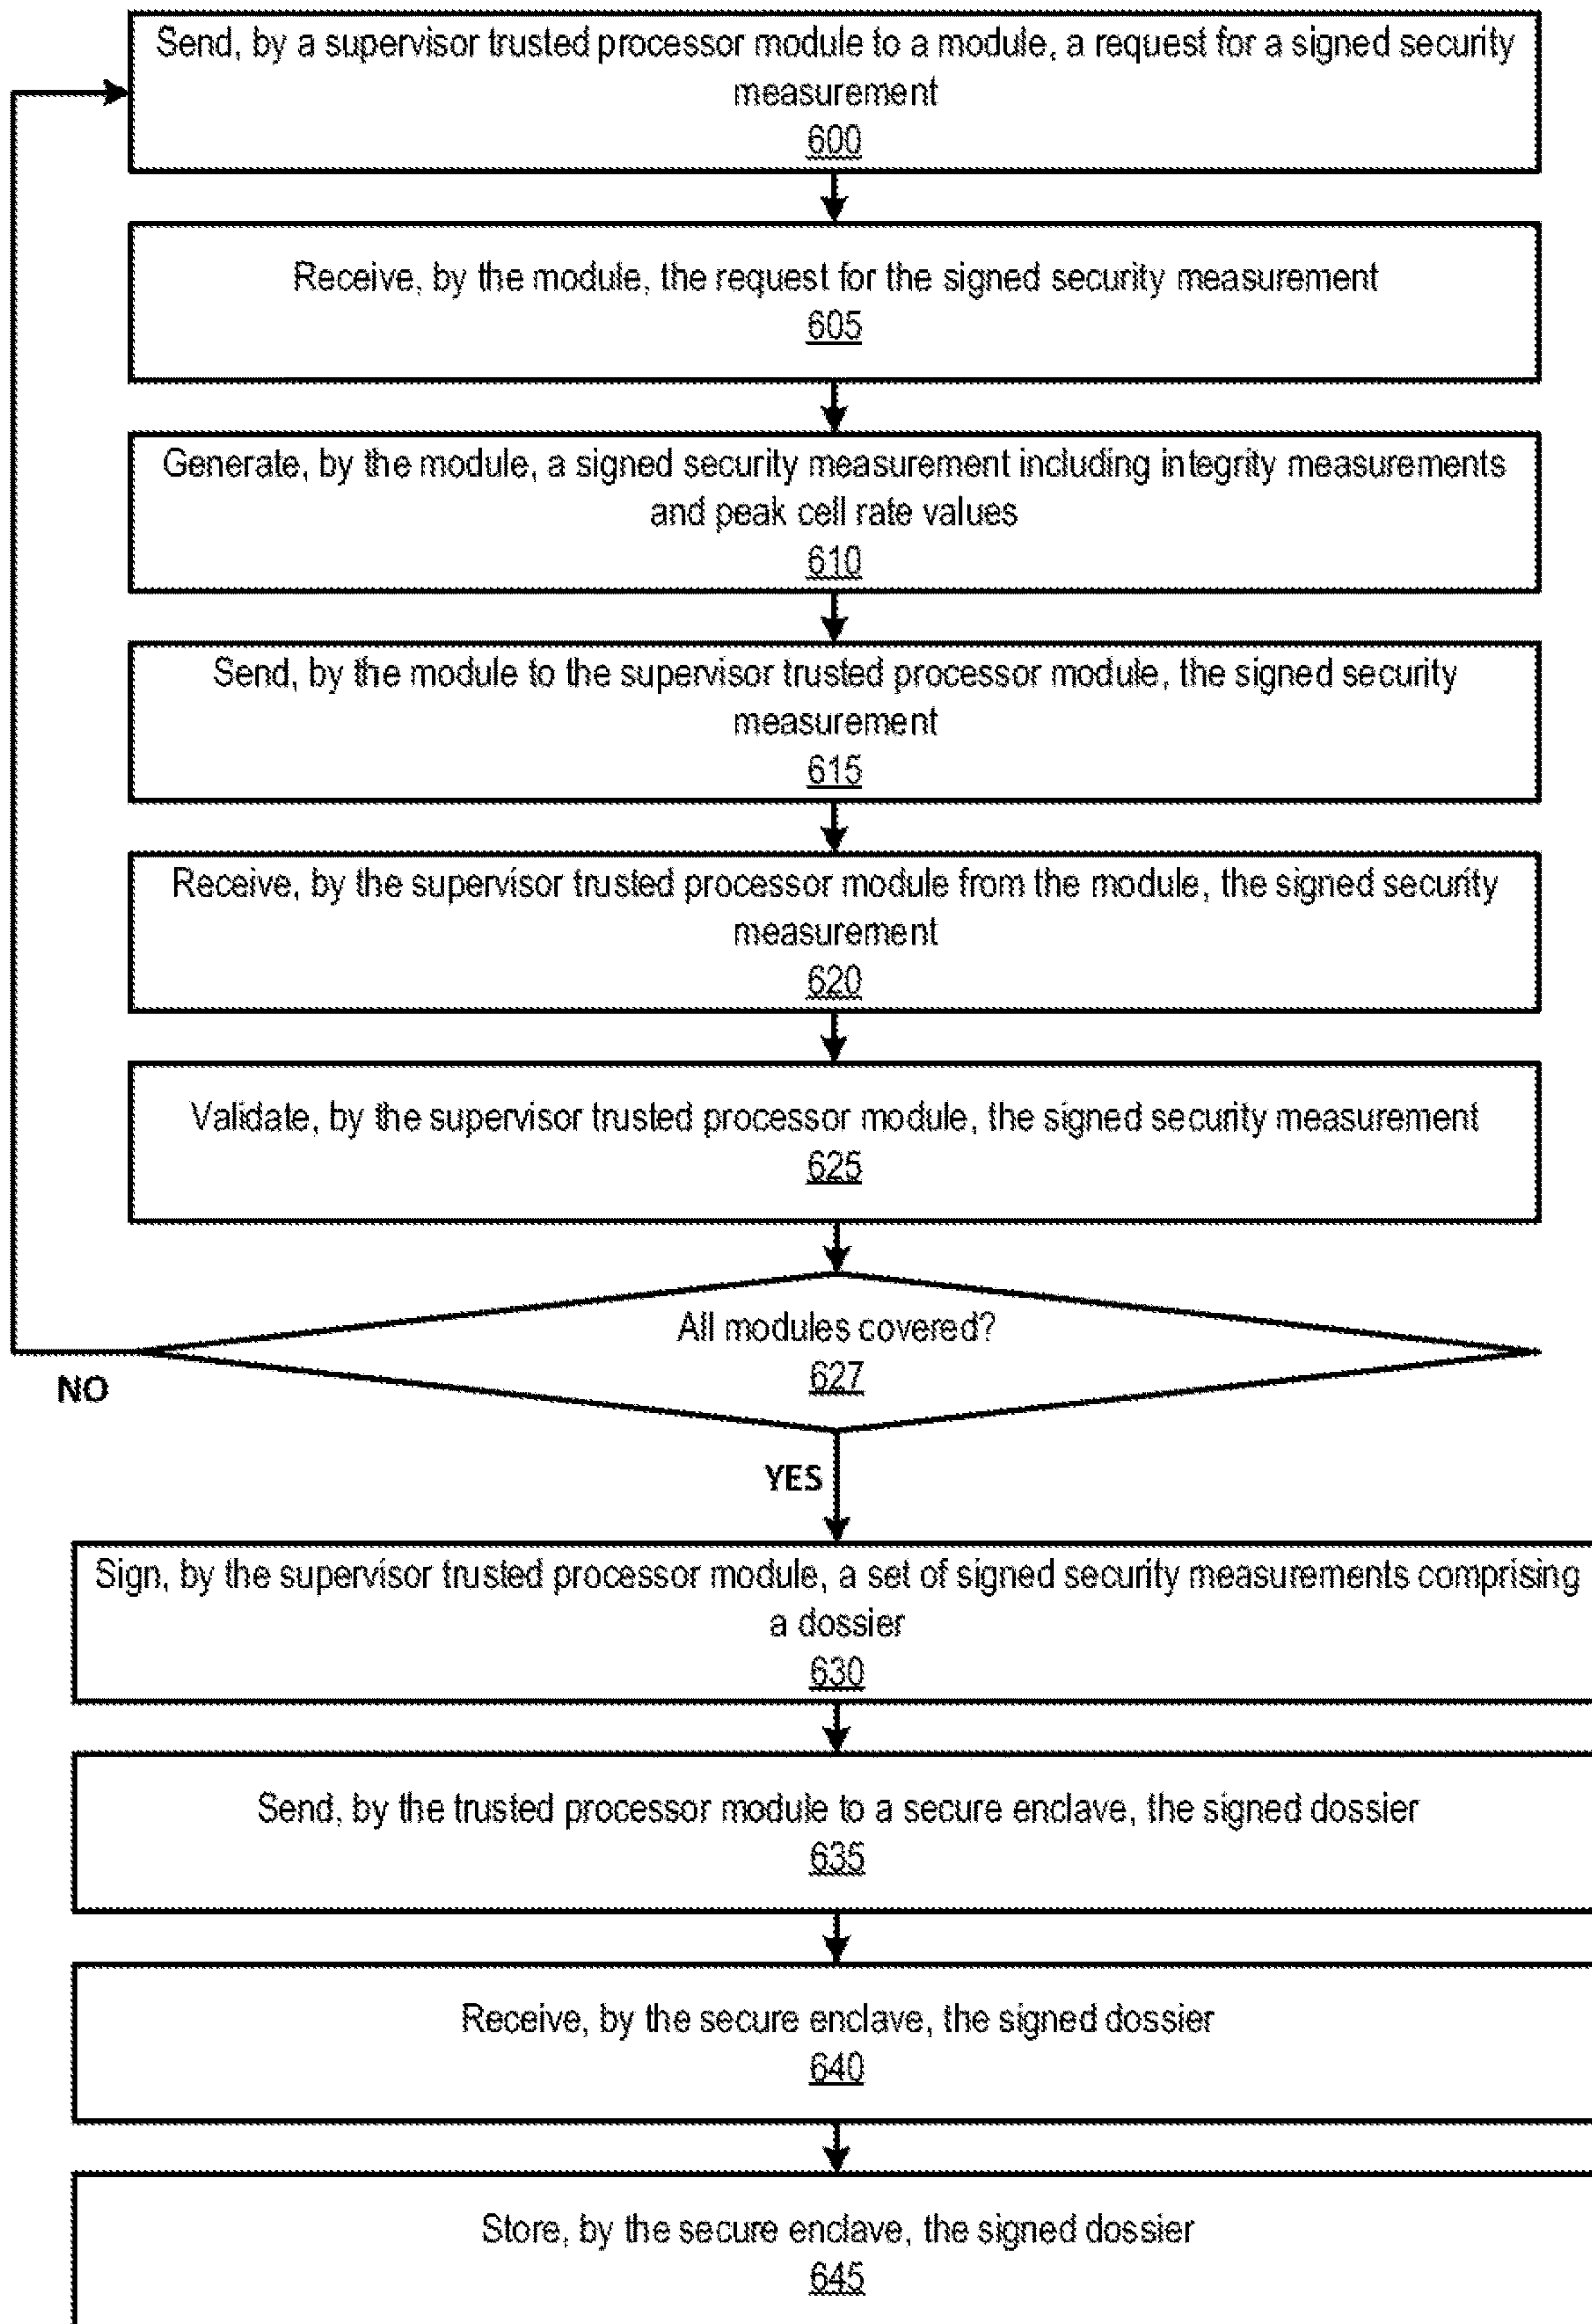 Send, by a supervisor trusted processor module to a module, a request for a signed security
measurement
600
Receive, by the module, the request for the signed security measurement
605
Generate, by the module, a signed security measurement including integrity measurements
and peak cell rate values
610
Send, by the module to the supervisor trusted processor module, the signed security
measurement
615
Receive, by the supervisor trusted processor module from the module, the signed security
measurement
620
Validate, by the supervisor trusted processor module, the signed security measurement
625
All modules covered?
627
NO
YES
Sign, by the supervisor trusted processor module, a set of signed security measurements comprising
a dossier
630
Send, by the trusted processor module to a secure enclave, the signed dossier
635
Receive, by the secure enclave, the signed dossier
640
Store, by the secure enclave, the signed dossier
645